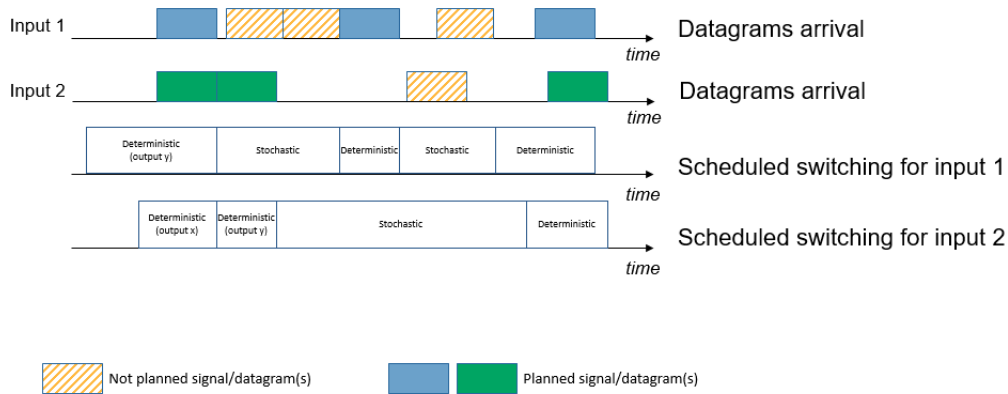 Input 1
time
Datagrams arrival
Input 2
time
Datagrams arrival
Deterministic
(output y)
Stochastic
Deterministic
Stochastic
Deterministic
time
Scheduled switching for input 1
Deterministic
(output x)
Deterministic
(output y)
Stochastic
Deterministic
time
Scheduled switching for input 2
Not planned signal/datagram(s)
Planned signal/datagram(s)